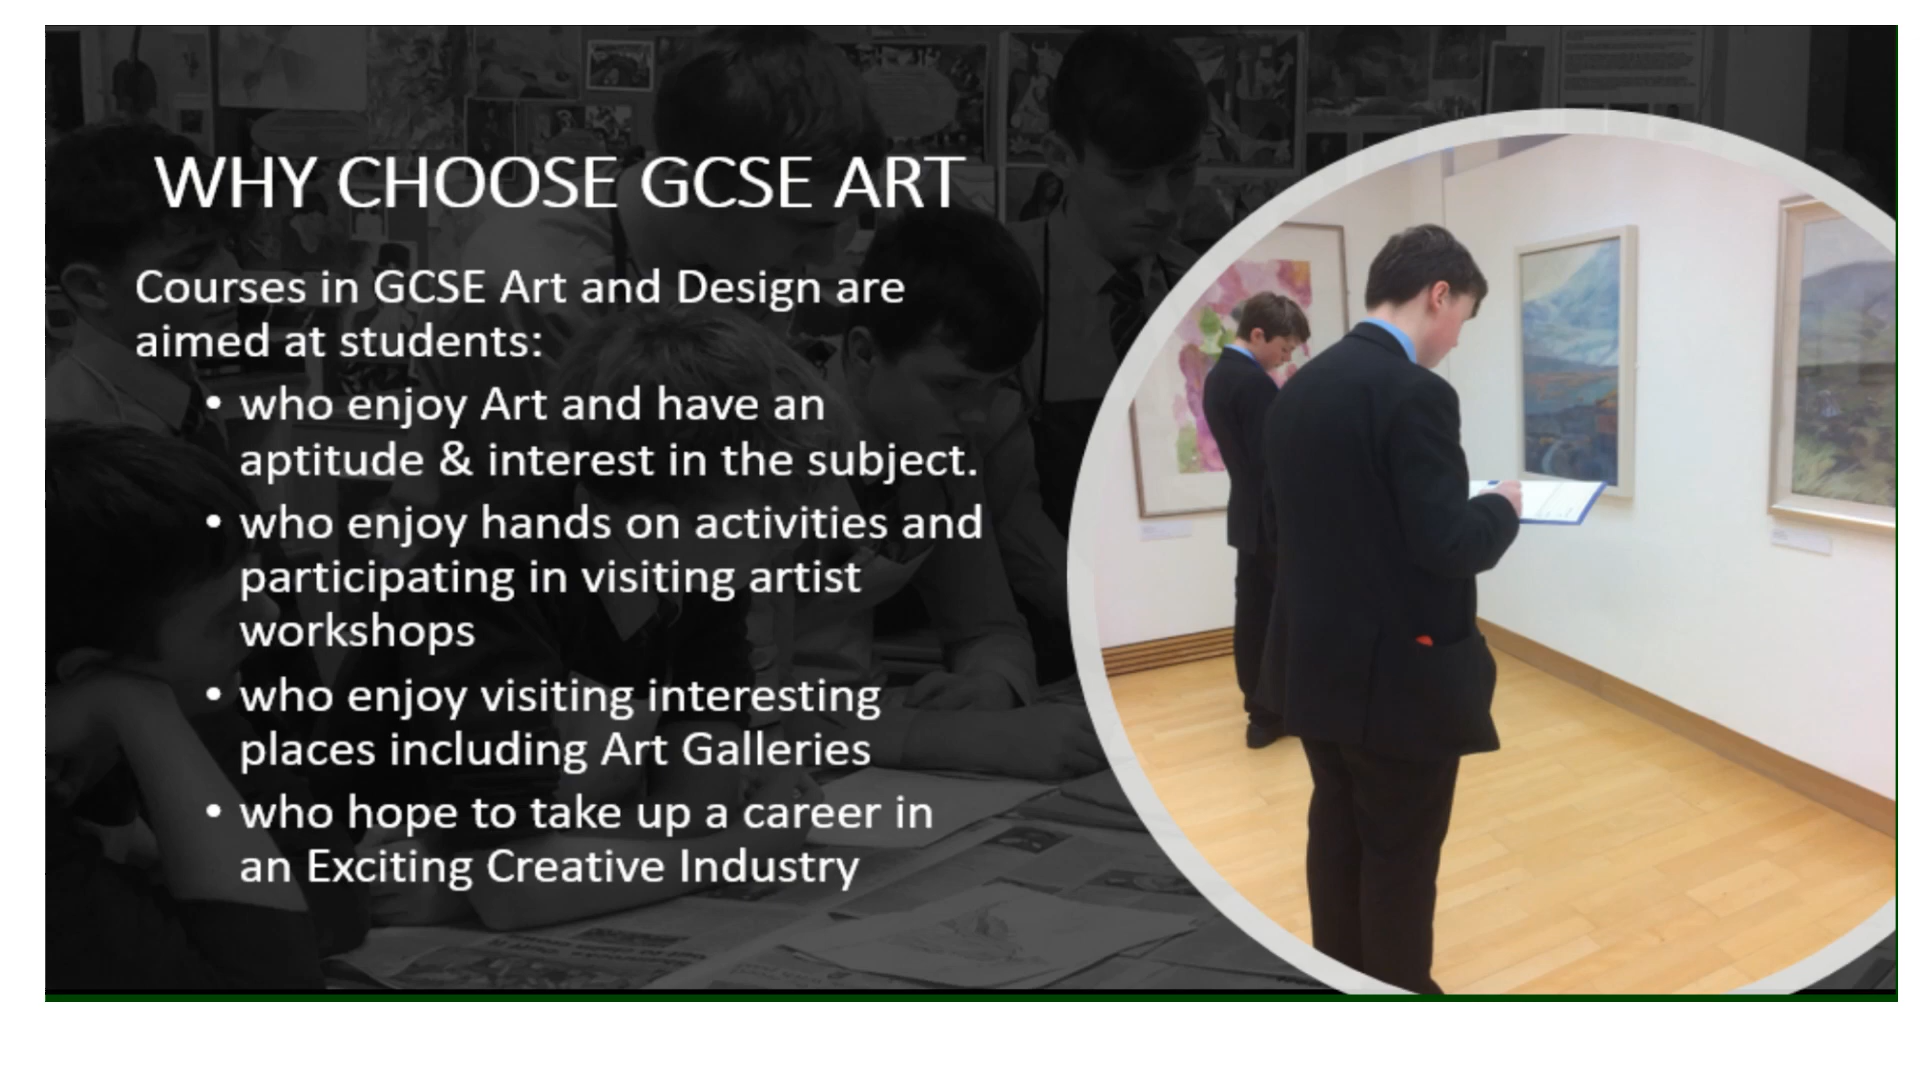 WHY CHOOSE GCSE ART
Courses in GCSE Art and Design are
aimed at students:
• who enjoy Art and have an
aptitude & interest in the subject.
• who enjoy hands on activities and
participating in visiting artist
workshops
• who enjoy visiting interesting
places including Art Galleries
• who hope to take up a career in
an Exciting Creative Industry